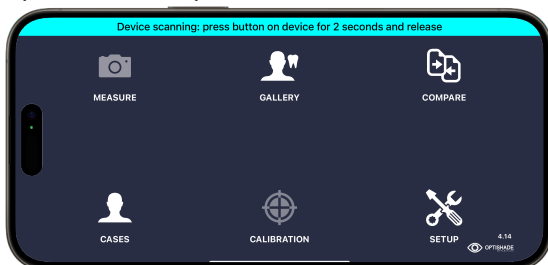 Device scanning: press button on device for 2 seconds and release
MEASURE
GALLERY
COMPARE
CASES
CALIBRATION
SETUP
4.14
OPTISHADE